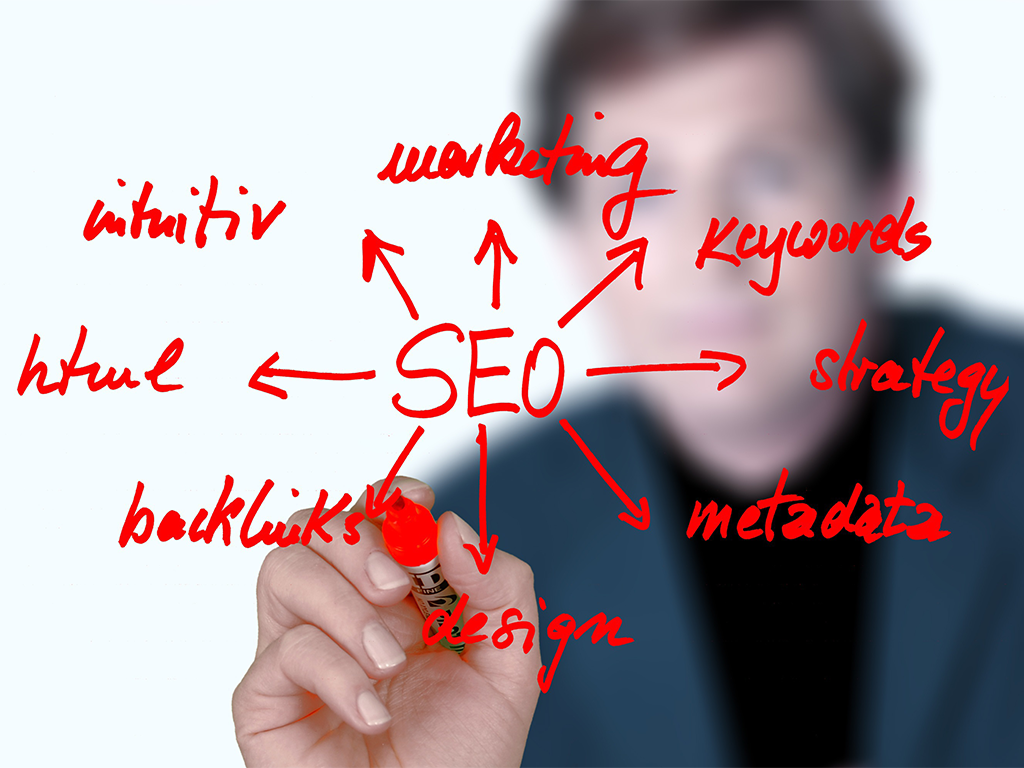 marketing
intuitiv
keywords
html
SEO
strategy
backlinks
metadata
design